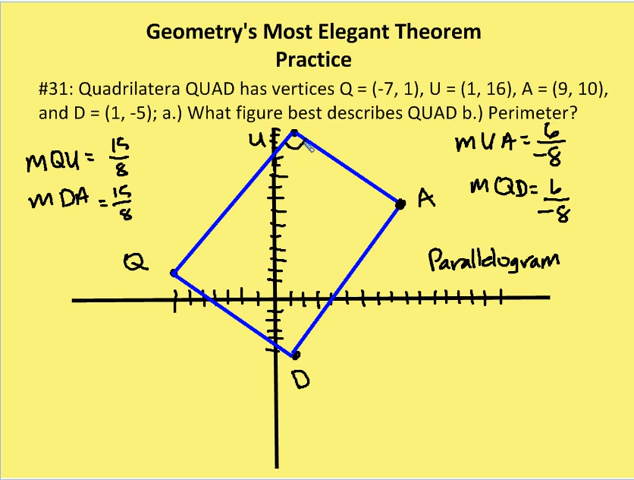 Geometry's Most Elegant Theorem
Practice
#31: Quadrilatera QUAD has vertices Q = (-7, 1), U = (1, 16), A = (9, 10),
and D = (1, -5); a.) What figure best describes QUAD b.) Perimeter?
mQU = 15/8
mDA = 15/8
mUA = 6/-8
mQD = 6/-8
U
A
Q
Parallelogram
D